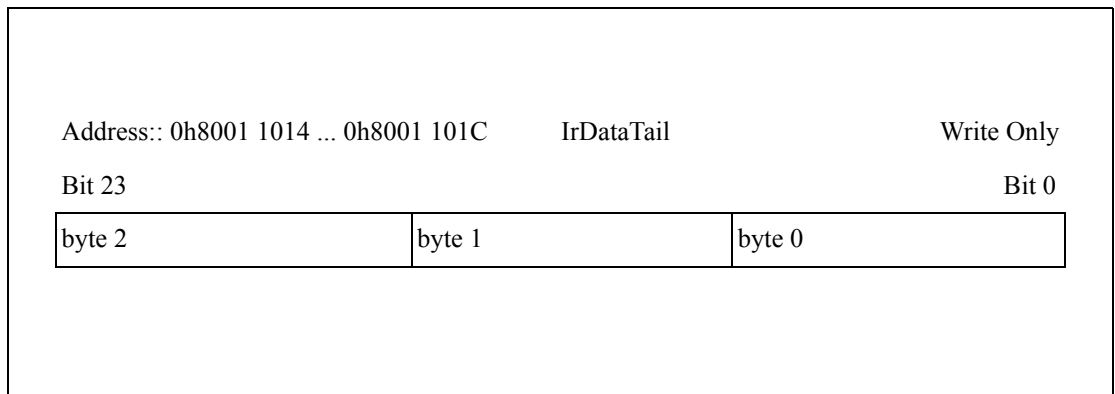 Address:: 0h8001 1014 ... 0h8001 101C IrDataTail Write Only
Bit 23 Bit 0
byte 2 byte 1 byte 0